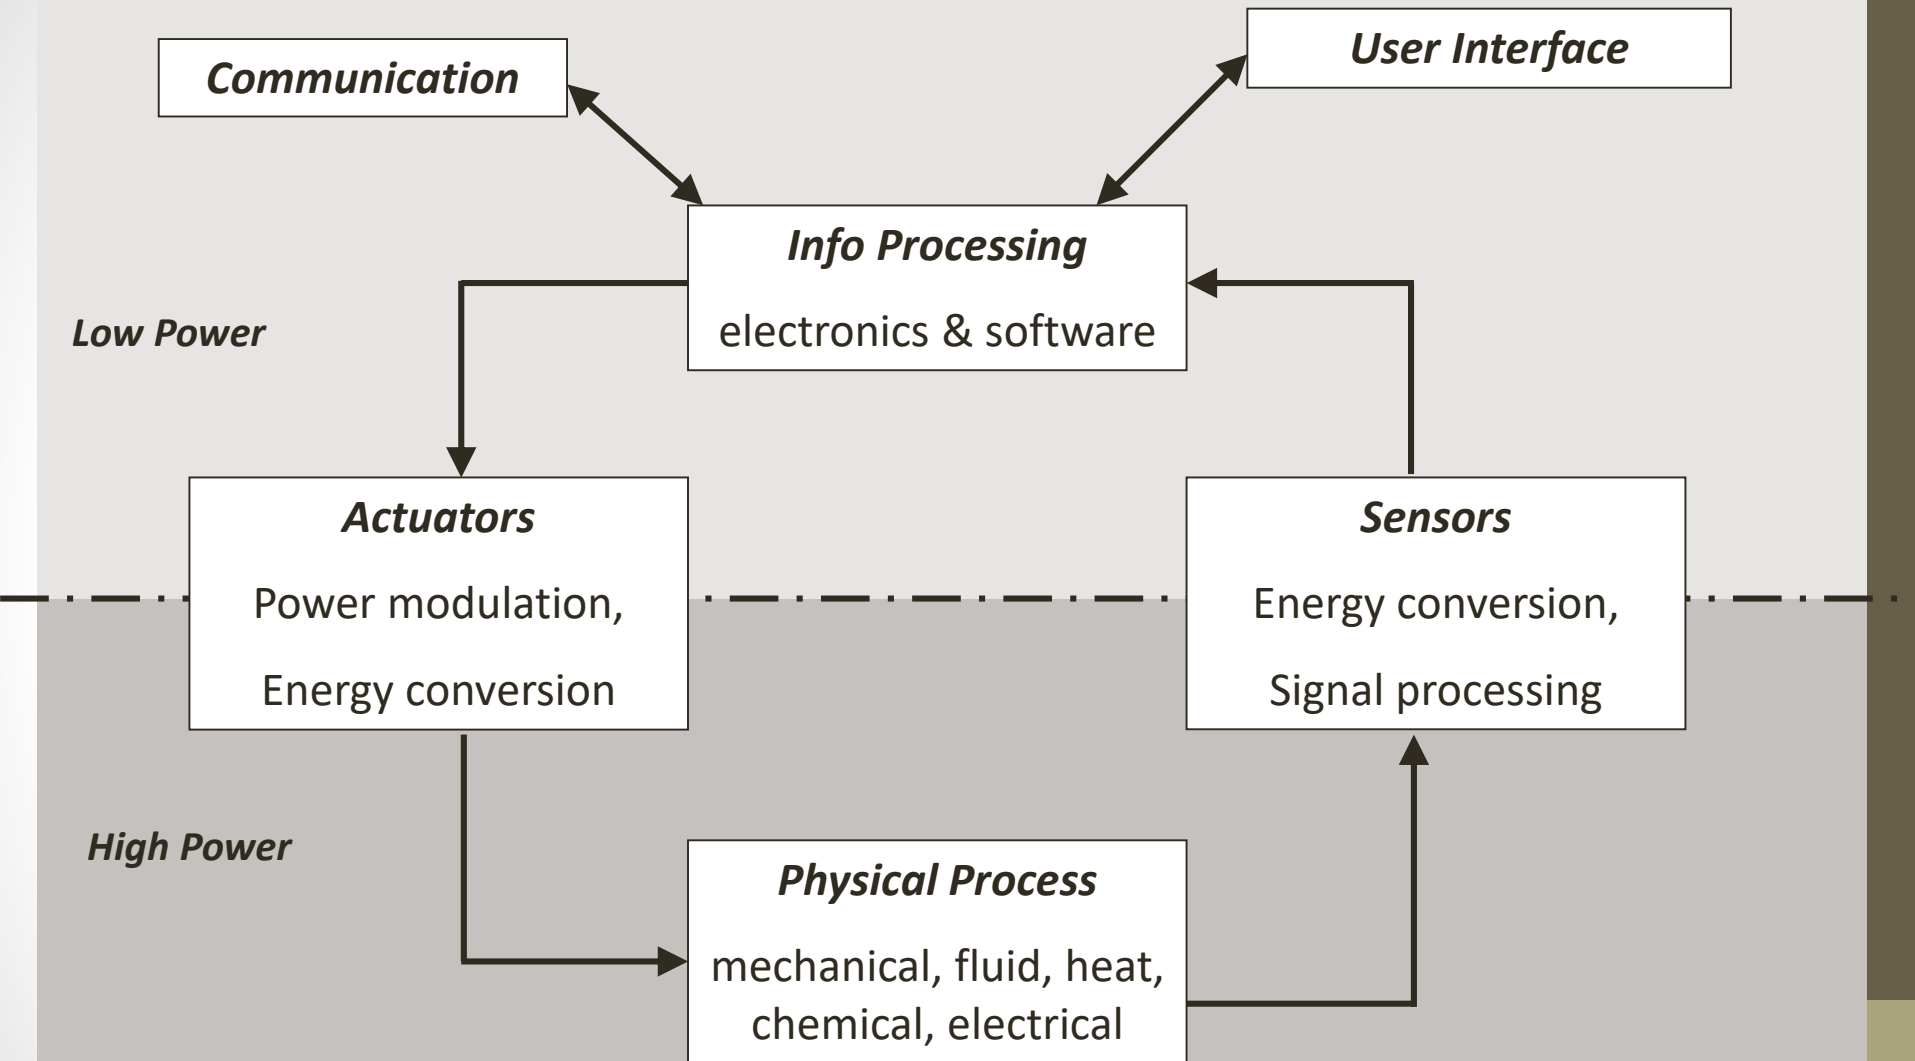 Communication
User Interface
Info Processing
electronics & software
Low Power
Actuators
Power modulation,
Energy conversion
Sensors
Energy conversion,
Signal processing
High Power
Physical Process
mechanical, fluid, heat,
chemical, electrical